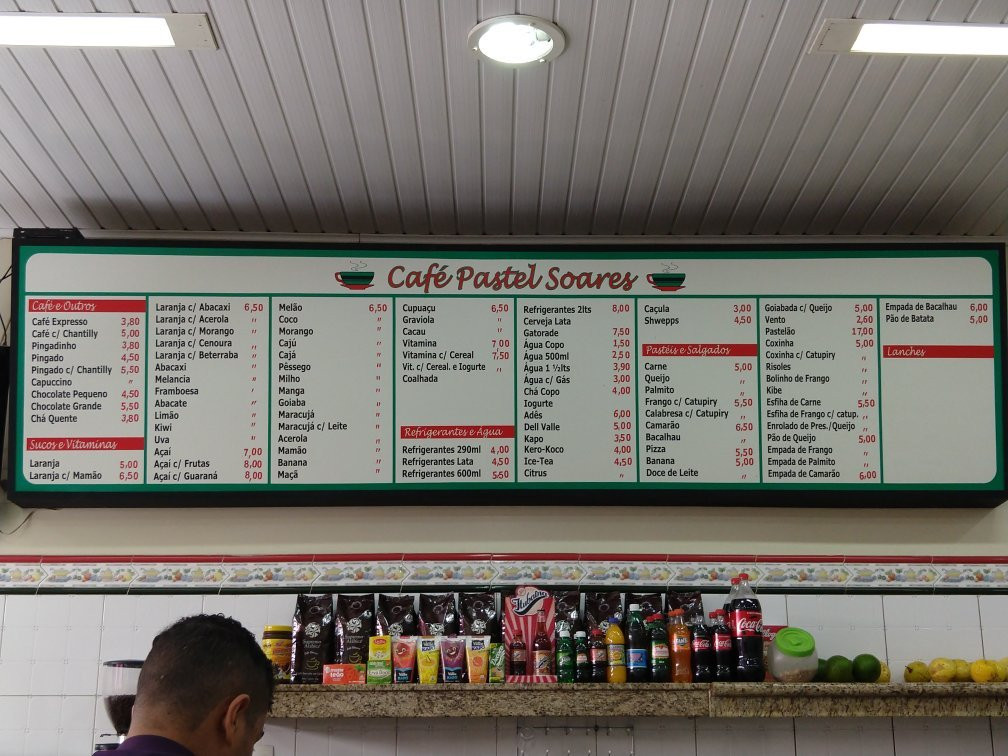 Café Pastel Soares
Café e Outros
Café Expresso 3,80
Café c/ Chantilly 5,00
Pingadinho 3,80
Pingado 4,50
Pingado c/ Chantilly 5,50
Capuccino "
Chocolate Pequeno 4,50
Chocolate Grande 5,50
Chá Quente 3,80
Sucos e Vitaminas
Laranja 5,00
Laranja c/ Mamão 6,50
Laranja c/ Abacaxi 6,50
Laranja c/ Acerola "
Laranja c/ Morango "
Laranja c/ Cenoura "
Laranja c/ Beterraba "
Abacaxi "
Melancia "
Framboesa "
Abacate "
Limão "
Kiwi "
Uva "
Açaí 7,00
Açaí c/ Frutas 8,00
Açaí c/ Guaraná 8,00
Melão 6,50
Coco "
Morango "
Cajú "
Cajá "
Pêssego "
Milho "
Manga "
Goiaba "
Maracujá "
Maracujá c/ Leite "
Acerola "
Mamão "
Banana "
Maçã "
Cupuaçu 6,50
Graviola "
Cacau "
Vitamina 7 00
Vitamina c/ Cereal 7,50
Vit. c/ Cereal. e Iogurte "
Coalhada
Refrigerantes e Agua
Refrigerantes 290ml 4,00
Refrigerantes Lata 4,50
Refrigerantes 600ml 5,50
Refrigerantes 2lts 8,00
Cerveja Lata
Gatorade 7,50
Água Copo 1,50
Água 500ml 2,50
Água 1 ½lts 3,90
Água c/ Gás 3,00
Chá Copo 4,00
Iogurte
Adês 6,00
Dell Valle 5,00
Kapo 3,50
Kero-Koco 4,00
Ice-Tea 4,50
Citrus "
Caçula 3,00
Shwepps 4,50
Pastéis e Salgados
Carne 5,00
Queijo "
Palmito "
Frango c/ Catupiry 5,50
Calabresa c/ Catupiry "
Camarão 6,50
Bacalhau "
Pizza 5,50
Banana 5,00
Doce de Leite "
Goiabada c/ Queijo 5,00
Vento 2,60
Pastelão 17,00
Coxinha 5,00
Coxinha c/ Catupiry "
Risoles "
Bolinho de Frango "
Kibe "
Esfiha de Carne 5,50
Esfiha de Frango c/ catup. "
Enrolado de Pres./Queijo "
Pão de Queijo 5,00
Empada de Frango "
Empada de Palmito "
Empada de Camarão 6,00
Empada de Bacalhau 6,00
Pão de Batata 5,00
Lanches
Itubaína
Coca-Cola